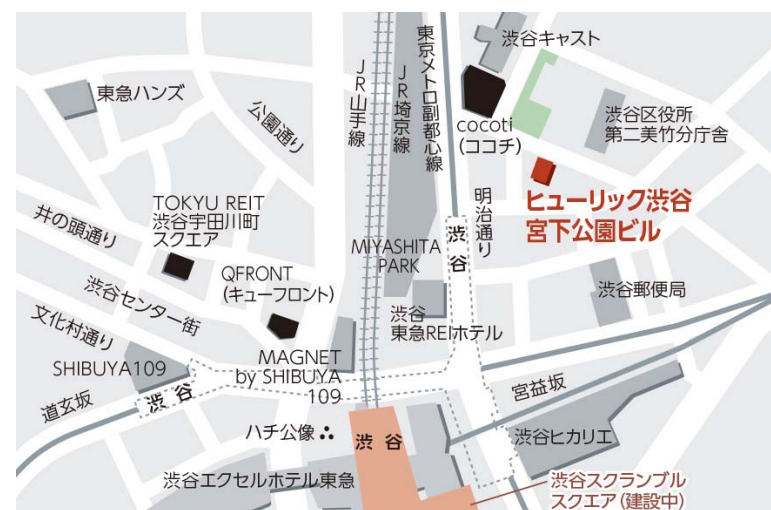 渋谷キャスト
東急ハンズ
公園通り
JR山手線
JR埼京線
東京メトロ副都心線
cocoti
(ココチ)
渋谷区役所
第二美竹分庁舎
ヒューリック渋谷
宮下公園ビル
明治通り
渋谷
TOKYU REIT
渋谷宇田川町
スクエア
井の頭通り
MIYASHITA
PARK
QFRONT
(キューフロント)
渋谷センター街
文化村通り
渋谷
東急REIホテル
渋谷郵便局
SHIBUYA109
MAGNET
by SHIBUYA
109
道玄坂
渋谷
宮益坂
ハチ公像
渋谷
渋谷ヒカリエ
渋谷エクセルホテル東急
渋谷スクランブル
スクエア(建設中)